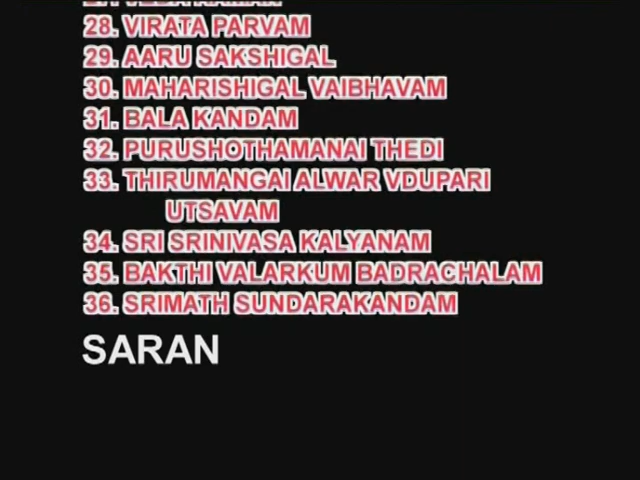 28. VIRATA PARVAM
29. AARU SAKSHIGAL
30. MAHARISHIGAL VAIBHAVAM
31. BALA KANDAM
32. PURUSHOTHAMANAI THEDI
33. THIRUMANGAI ALWAR VDUPARI
UTSAVAM
34. SRI SRINIVASA KALYANAM
35. BAKTHI VALARKUM BADRACHALAM
36. SRIMATH SUNDARAKANDAM
SARAN